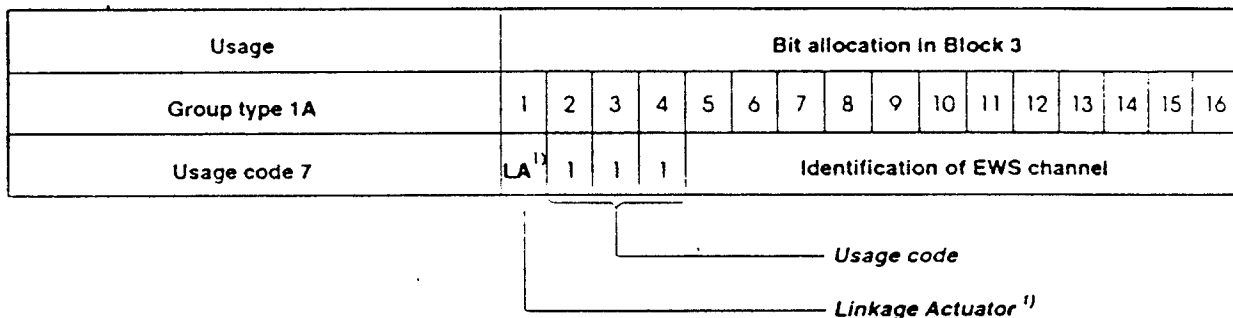 Usage Bit allocation in Block 3
Group type 1A 1 2 3 4 5 6 7 8 9 10 11 12 13 14 15 16
Usage code 7 LA 1) 1 1 1 Identification of EWS channel
Usage code
Linkage Actuator 1)